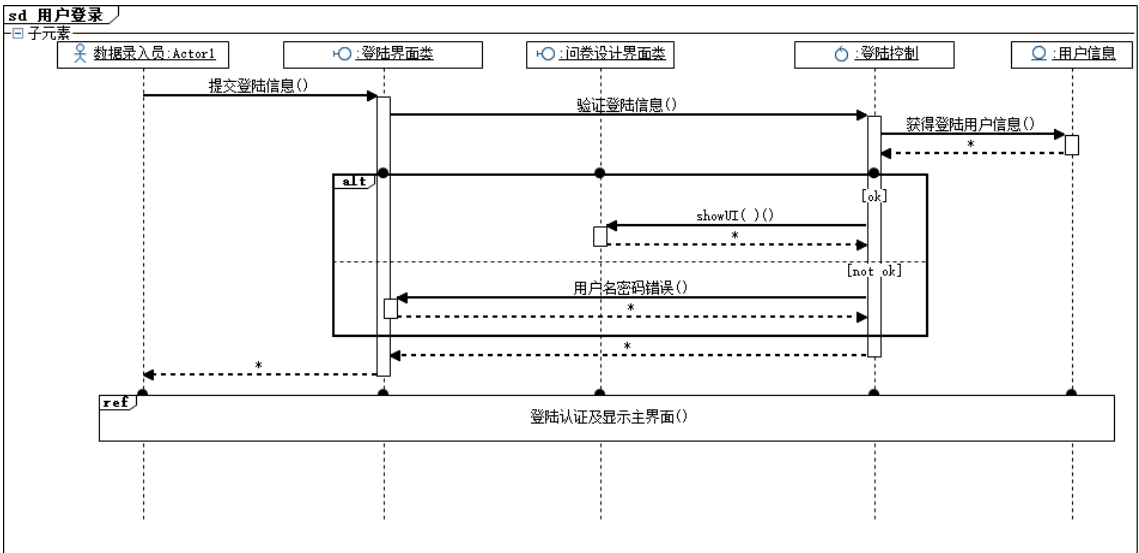 sd 用户登录
子元素
数据录入员:Actor1
:登陆界面类
:问卷设计界面类
:登陆控制
:用户信息
提交登陆信息()
验证登陆信息()
获得登陆用户信息()
*
alt
[ok]
showUI( )()
*
[not ok]
用户名密码错误()
*
*
*
ref
登陆认证及显示主界面()